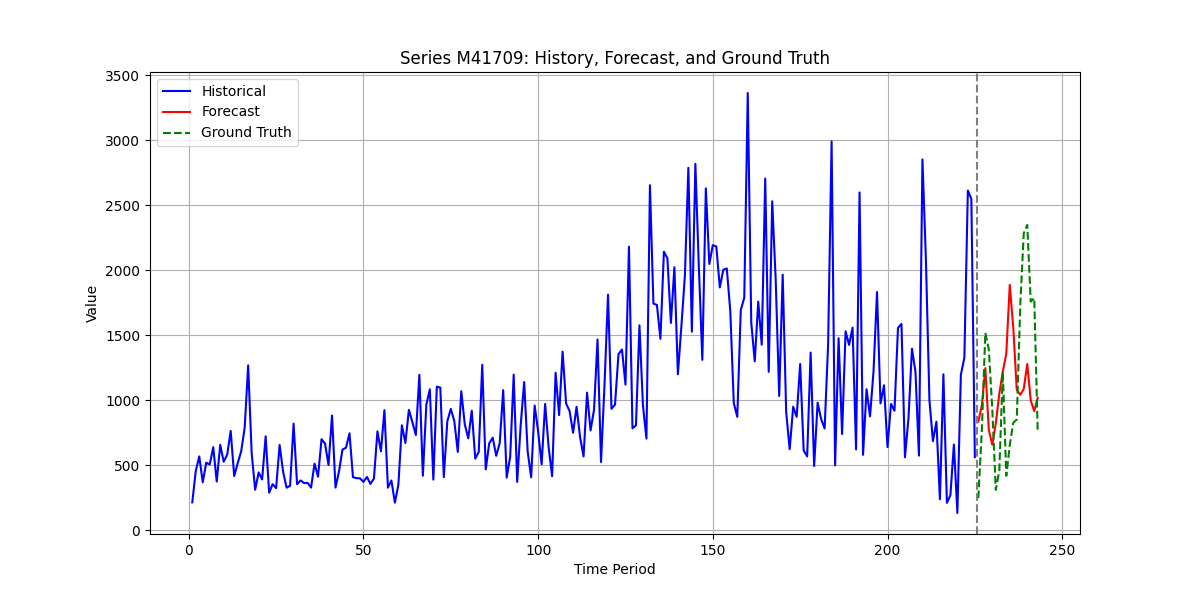 Series M41709: History, Forecast, and Ground Truth
Historical
Forecast
Ground Truth
Value
3500
3000
2500
2000
1500
1000
500
0
0 50 100 150 200 250
Time Period